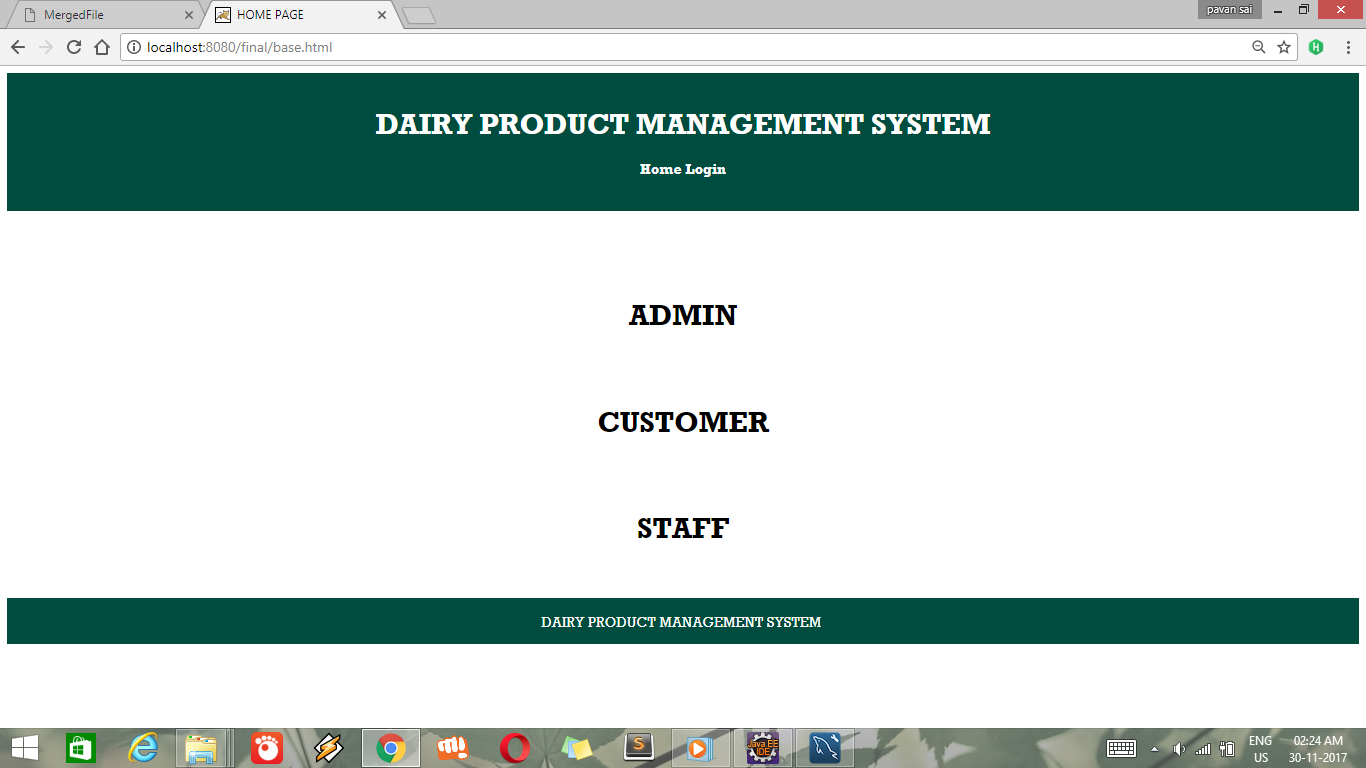 MergedFile
HOME PAGE
pavan sai
localhost:8080/final/base.html
DAIRY PRODUCT MANAGEMENT SYSTEM
Home Login
ADMIN
CUSTOMER
STAFF
DAIRY PRODUCT MANAGEMENT SYSTEM
S
Java EE
IDE
ENG
US
02:24 AM
30-11-2017